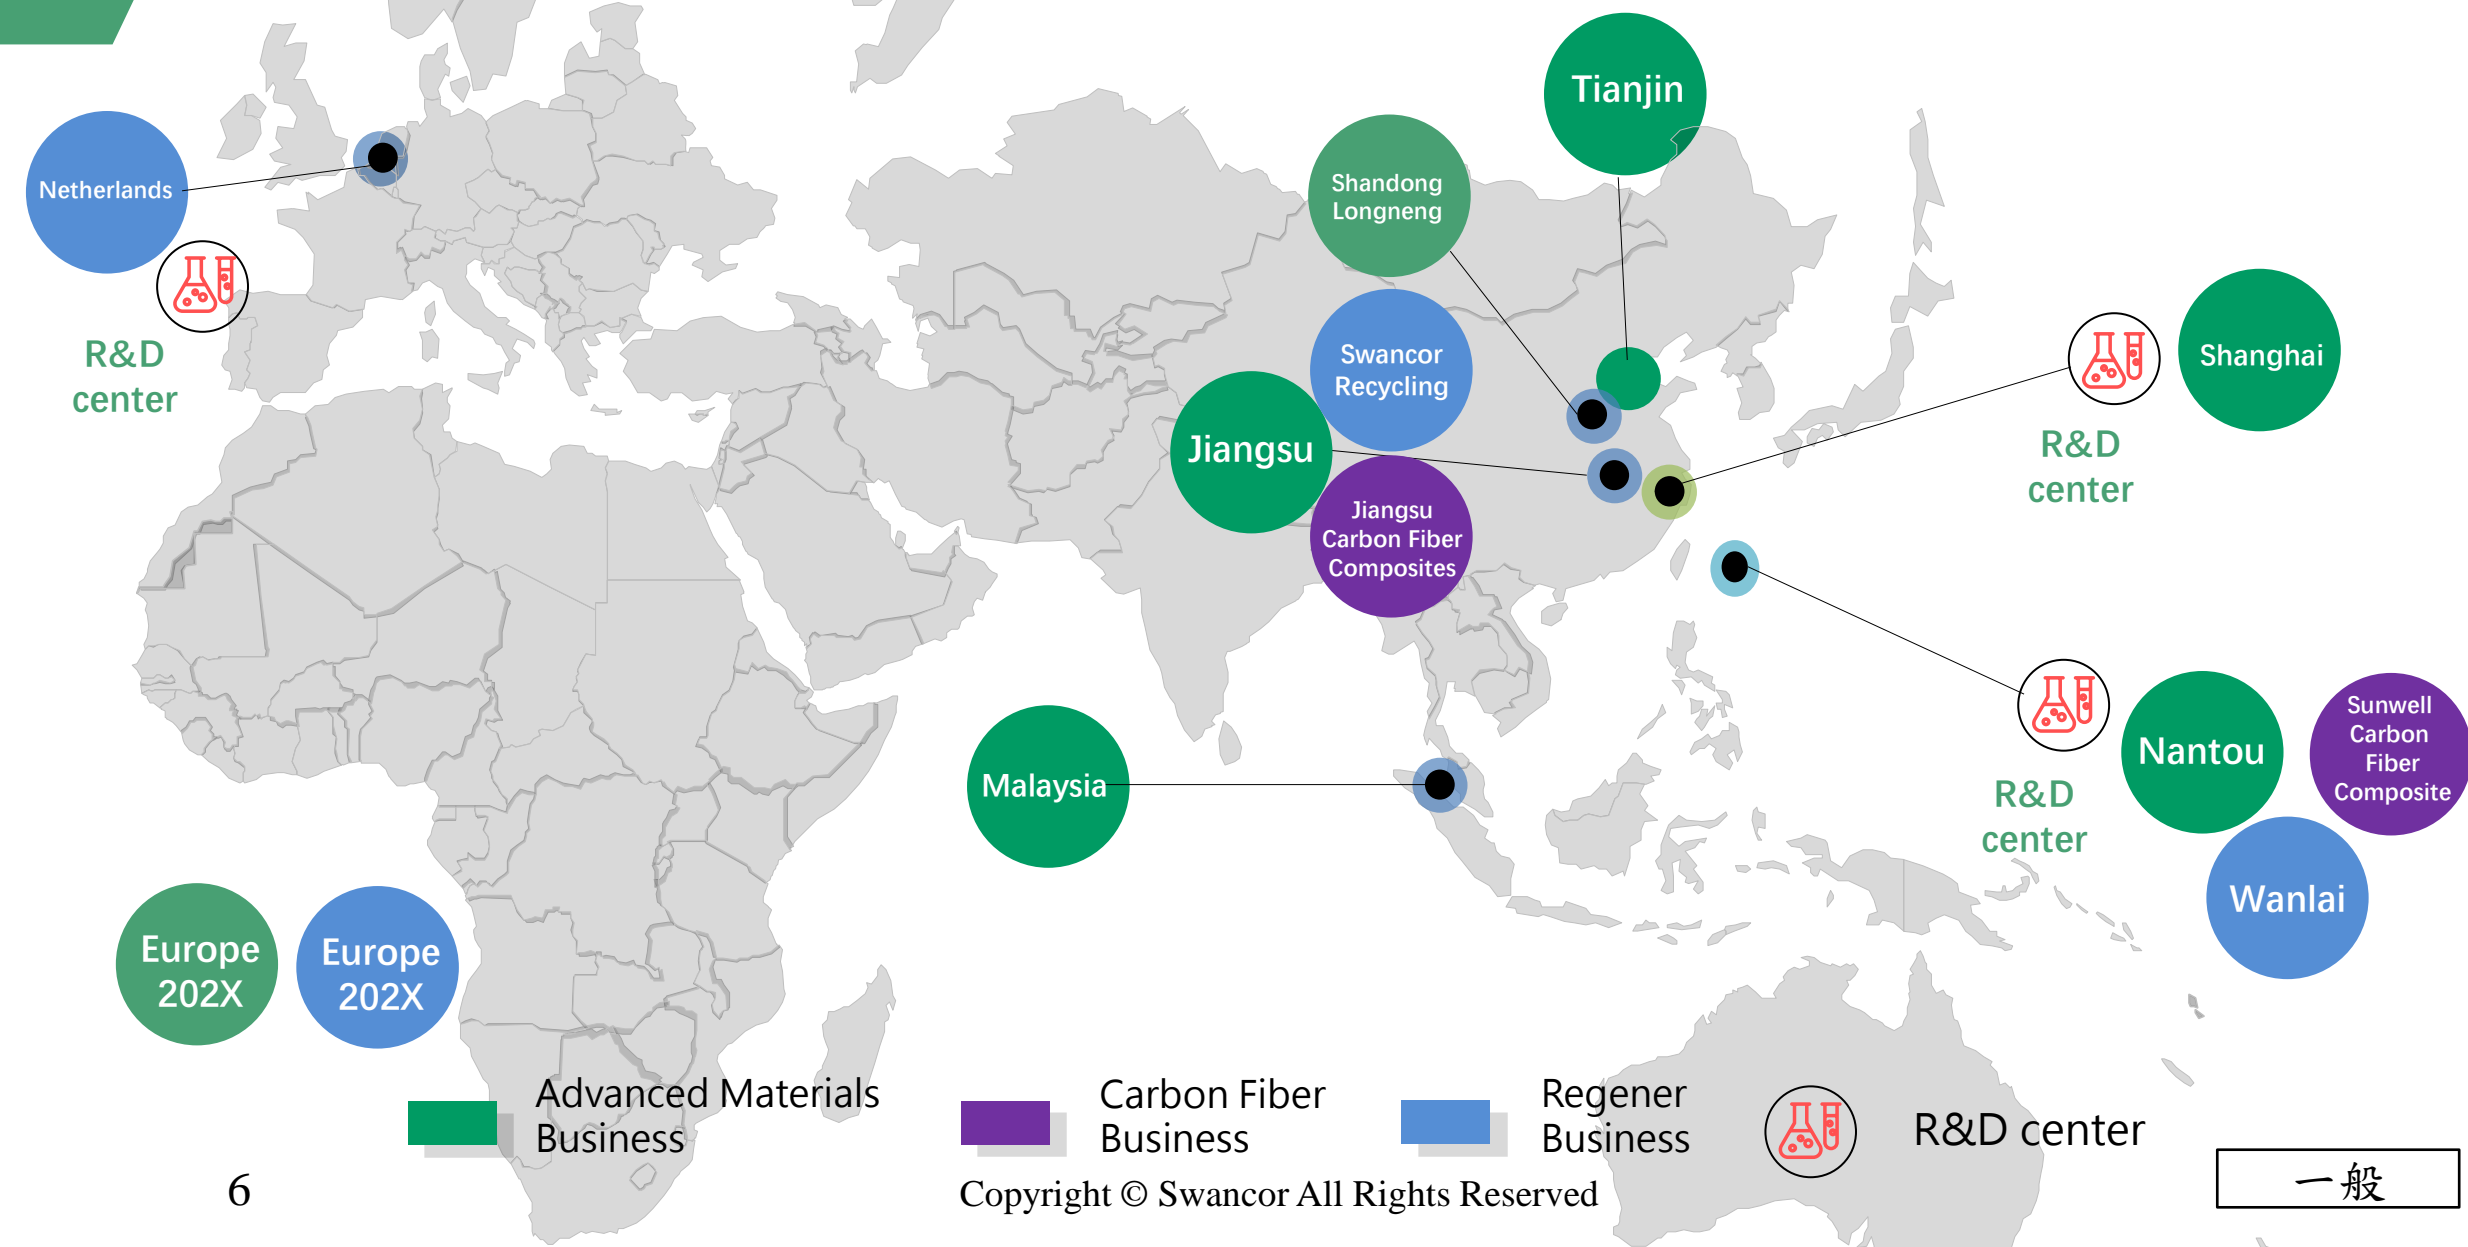 Tianjin
Netherlands
Shandong
Longneng
R&D
center
Swancor
Recycling
Shanghai
R&D
center
Jiangsu
Jiangsu
Carbon Fiber
Composites
Malaysia
Nantou
Sunwell
Carbon
Fiber
Composite
R&D
center
Wanlai
Europe
202X
Europe
202X
Advanced Materials
Business
Carbon Fiber
Business
Regener
Business
R&D center
6
Copyright © Swancor All Rights Reserved
一般